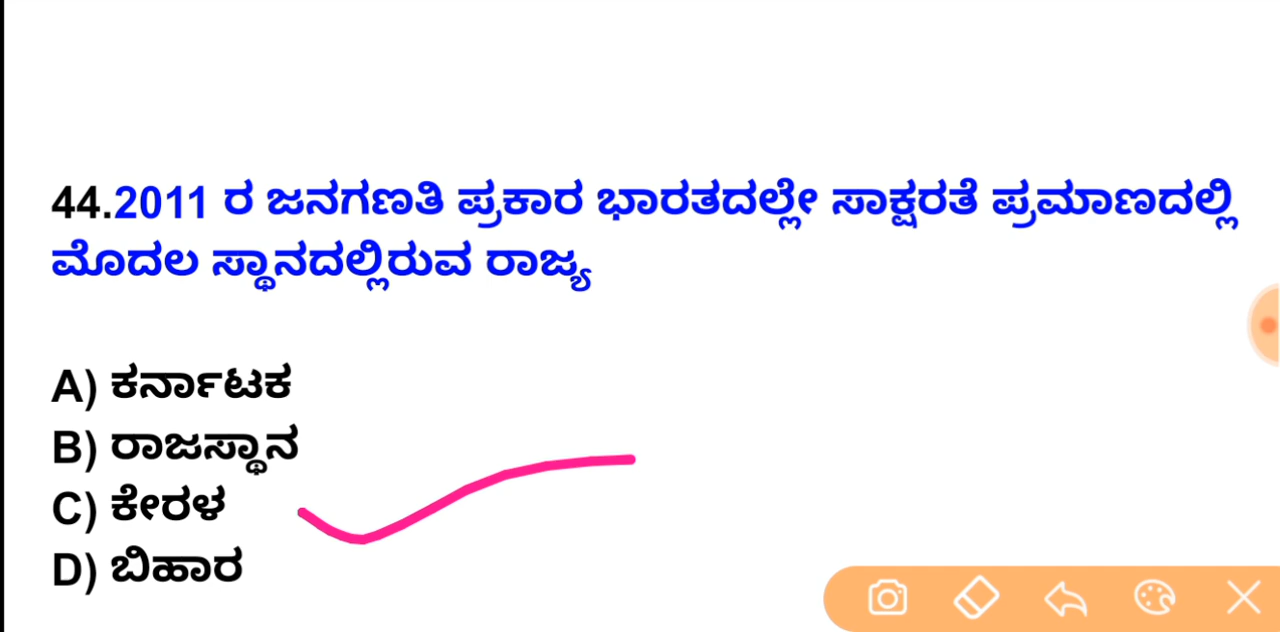 44.2011 ರ ಜನಗಣತಿ ಪ್ರಕಾರ ಭಾರತದಲ್ಲೇ ಸಾಕ್ಷರತೆ ಪ್ರಮಾಣದಲ್ಲಿ
ಮೊದಲ ಸ್ಥಾನದಲ್ಲಿರುವ ರಾಜ್ಯ
A) ಕರ್ನಾಟಕ
B) ರಾಜಸ್ಥಾನ
C) ಕೇರಳ
D) ಬಿಹಾರ